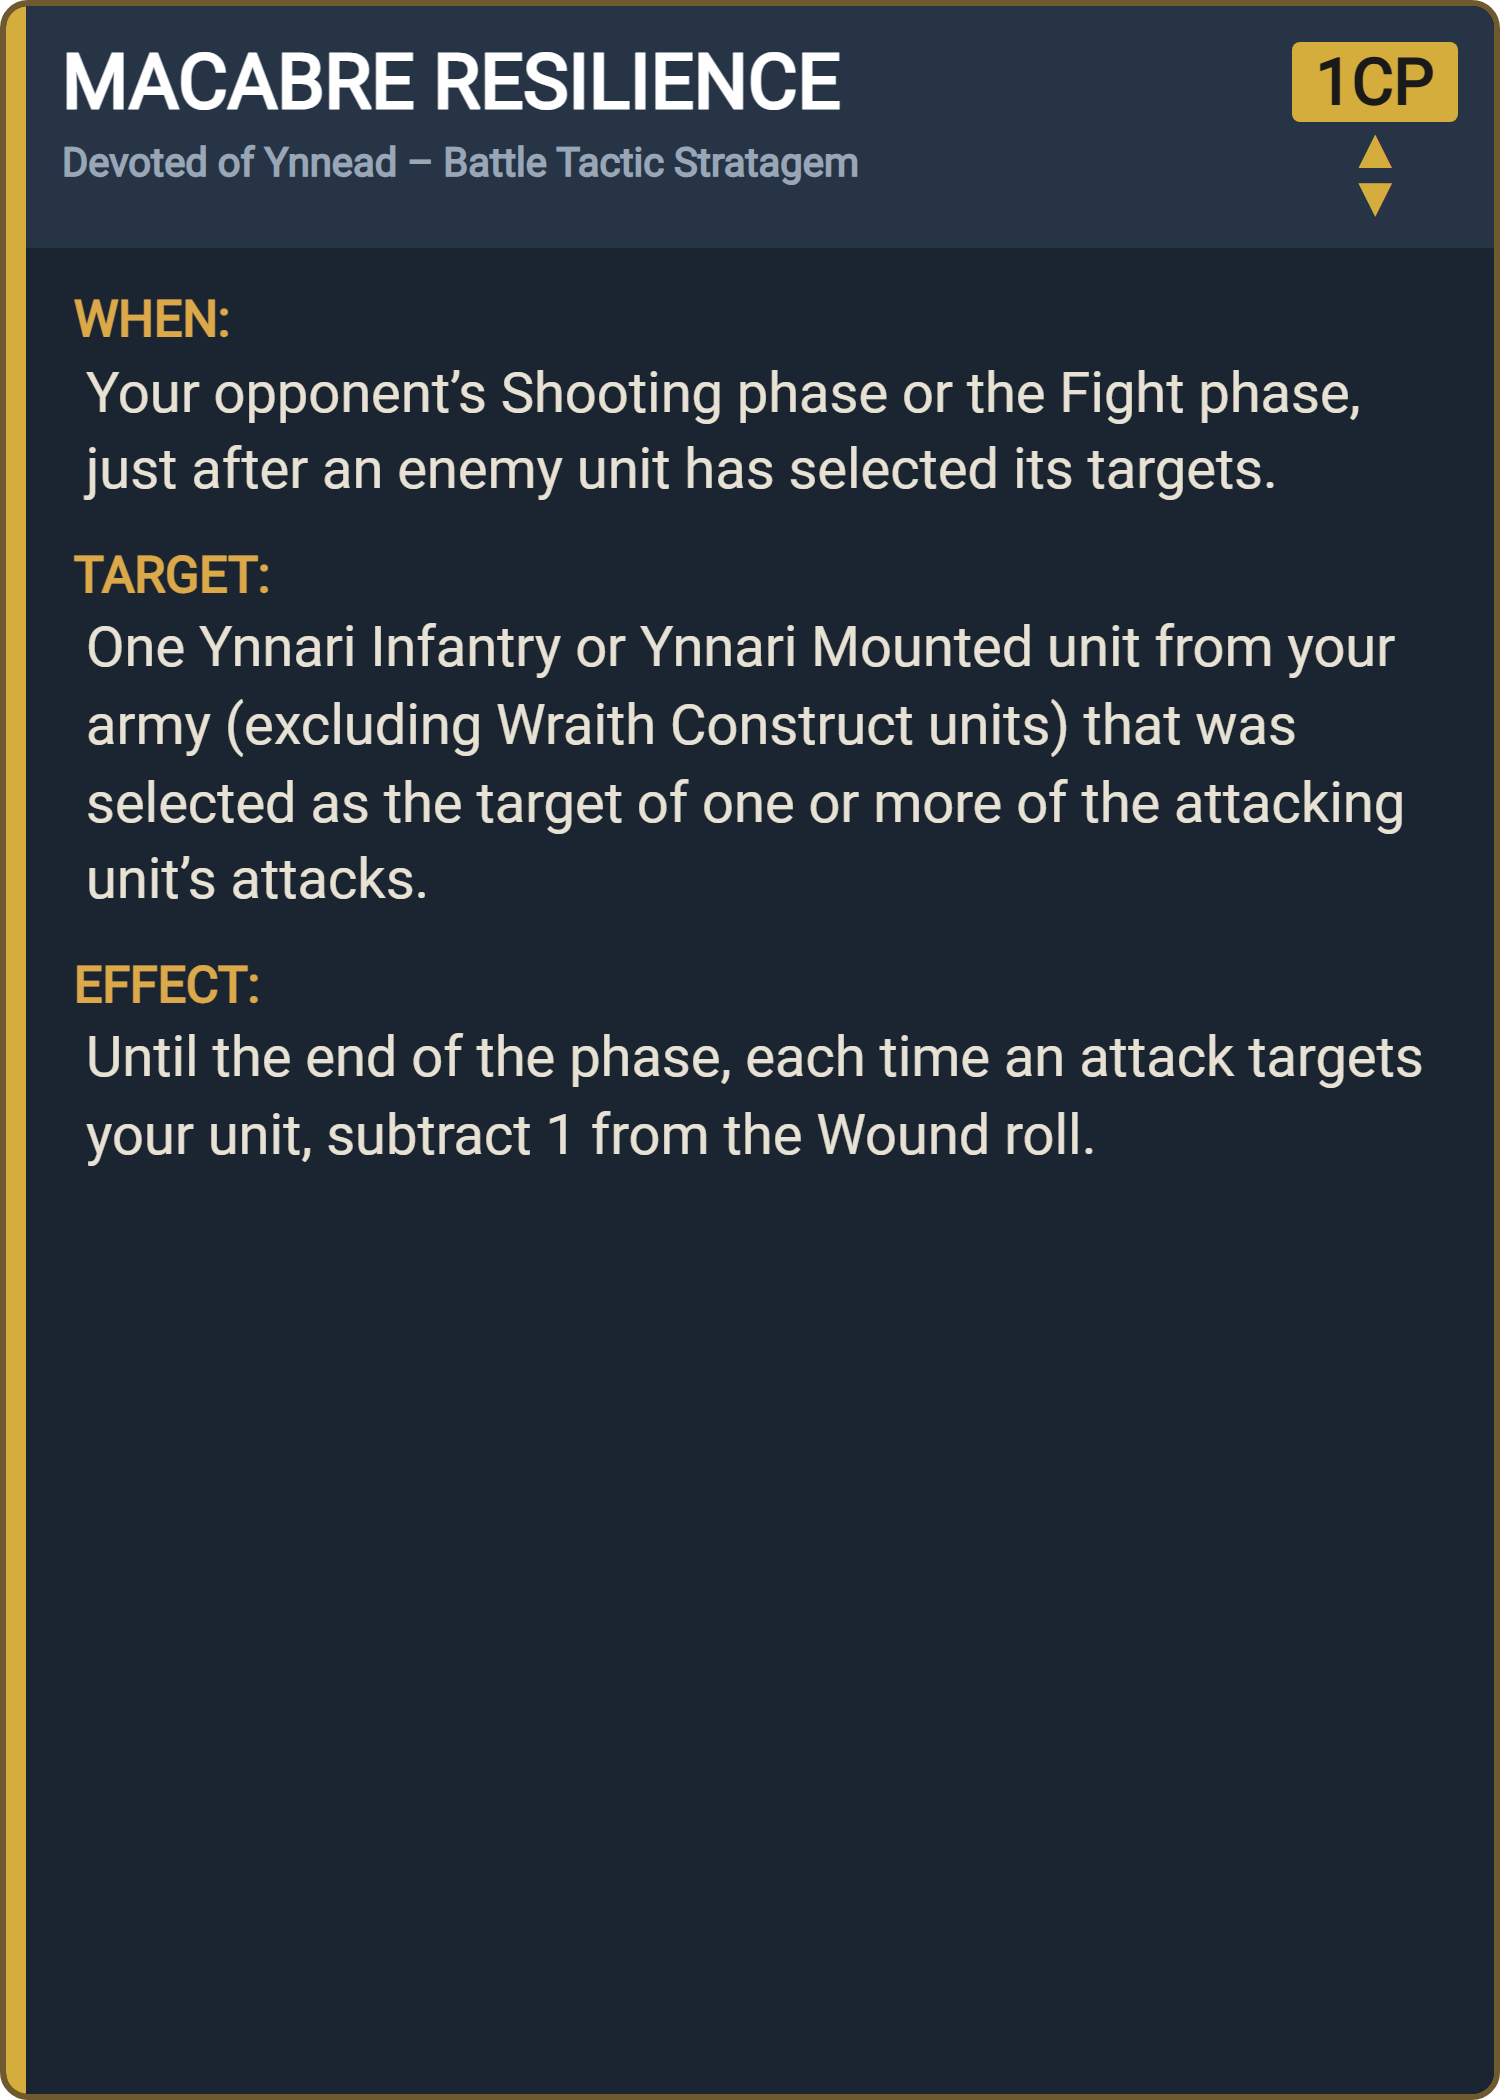 MACABRE RESILIENCE
1CP
Devoted of Ynnead – Battle Tactic Stratagem
▲
▼
WHEN:
Your opponent’s Shooting phase or the Fight phase,
just after an enemy unit has selected its targets.
TARGET:
One Ynnari Infantry or Ynnari Mounted unit from your
army (excluding Wraith Construct units) that was
selected as the target of one or more of the attacking
unit’s attacks.
EFFECT:
Until the end of the phase, each time an attack targets
your unit, subtract 1 from the Wound roll.